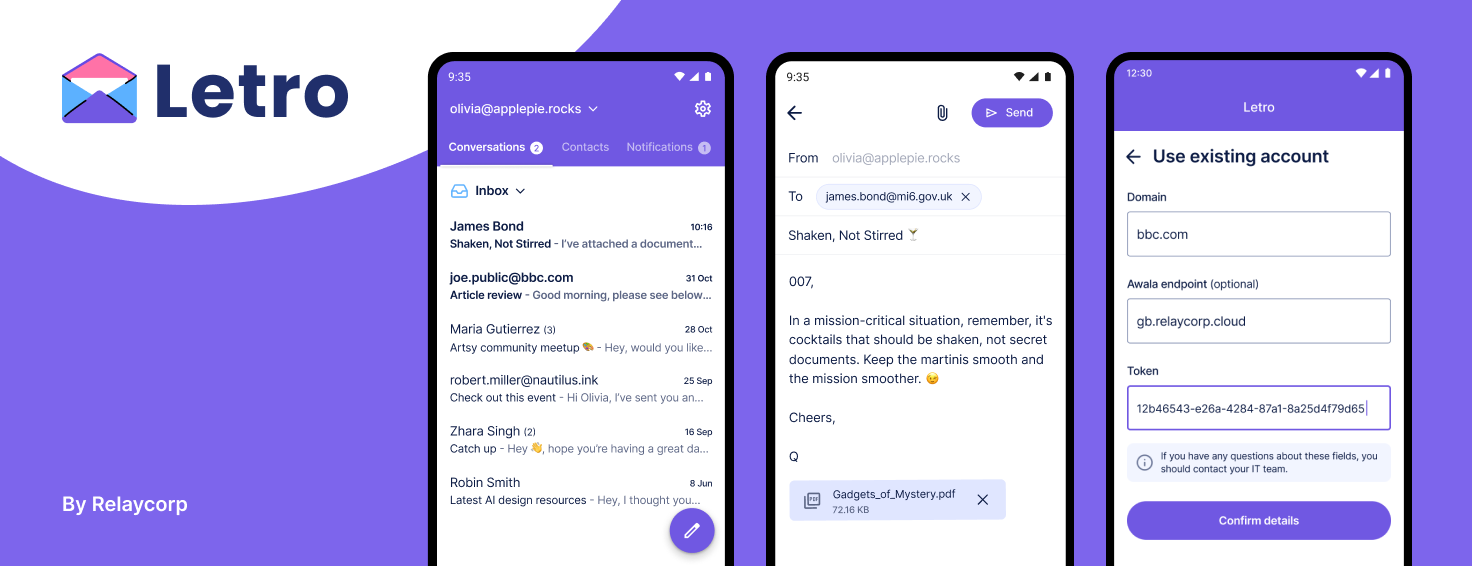 Letro
By Relaycorp
9:35
olivia@applepie.rocks
Conversations 2 Contacts Notifications 1
Inbox
James Bond 10:16
Shaken, Not Stirred - I've attached a document...
joe.public@bbc.com 31 Oct
Article review - Good morning, please see below...
Maria Gutierrez (3) 28 Oct
Artsy community meetup 🎨 - Hey, would you like...
robert.miller@nautilus.ink 25 Sep
Check out this event - Hi Olivia, I've sent you an...
Zhara Singh (2) 16 Sep
Catch up - Hey 👋, hope you're having a great da...
Robin Smith 8 Jun
Latest AI design resources - Hey, I thought you...
9:35
Send
From olivia@applepie.rocks
To james.bond@mi6.gov.uk
Shaken, Not Stirred 🍸
007,
In a mission-critical situation, remember, it's
cocktails that should be shaken, not secret
documents. Keep the martinis smooth and
the mission smoother. 😉
Cheers,
Q
PDF
Gadgets_of_Mystery.pdf
72.16 KB
12:30
Letro
Use existing account
Domain
bbc.com
Awala endpoint (optional)
gb.relaycorp.cloud
Token
12b46543-e26a-4284-87a1-8a25d4f79d65
If you have any questions about these fields, you
should contact your IT team.
Confirm details